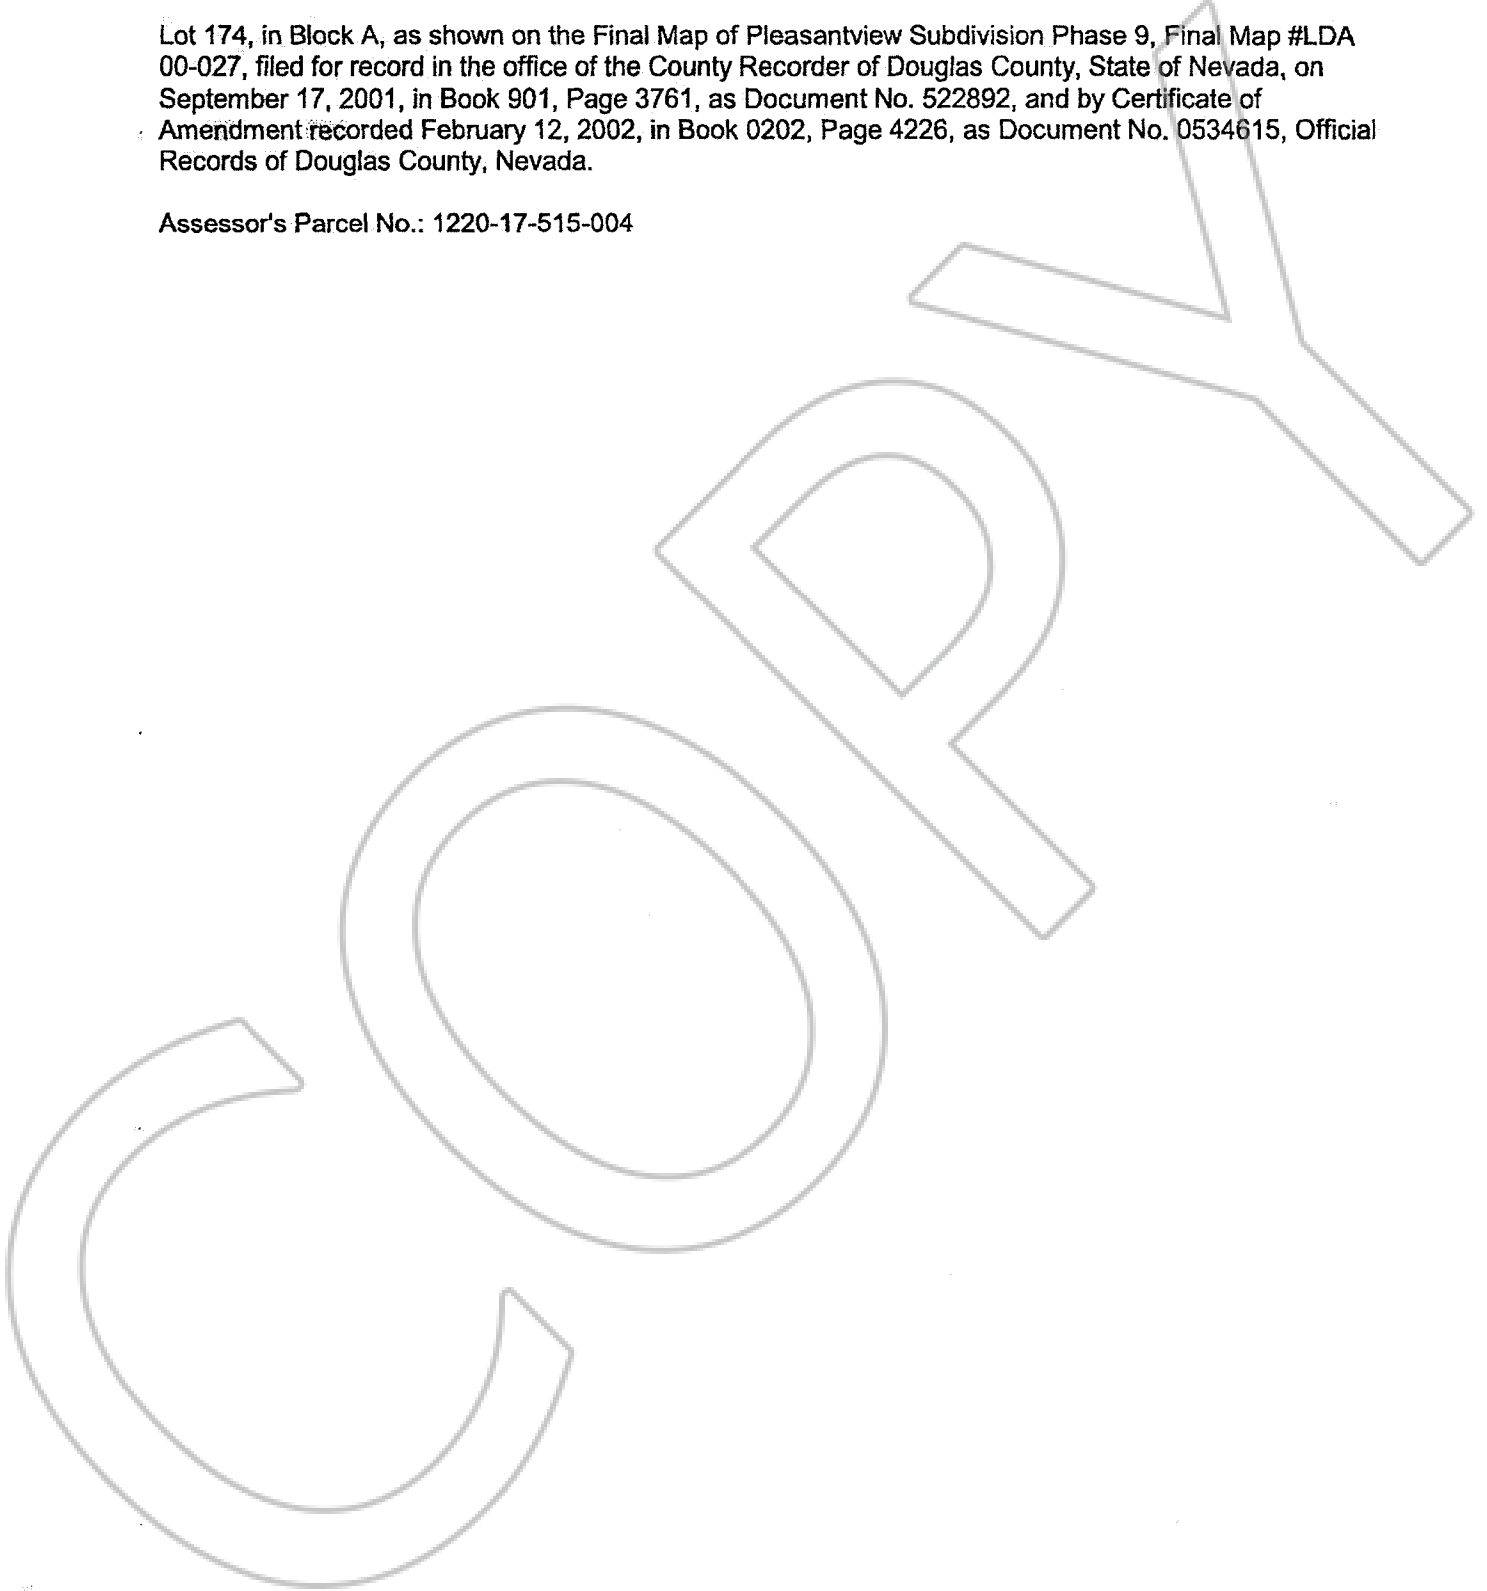 Lot 174, in Block A, as shown on the Final Map of Pleasantview Subdivision Phase 9, Final Map #LDA
00-027, filed for record in the office of the County Recorder of Douglas County, State of Nevada, on
September 17, 2001, in Book 901, Page 3761, as Document No. 522892, and by Certificate of
Amendment recorded February 12, 2002, in Book 0202, Page 4226, as Document No. 0534615, Official
Records of Douglas County, Nevada.
Assessor's Parcel No.: 1220-17-515-004
COPY